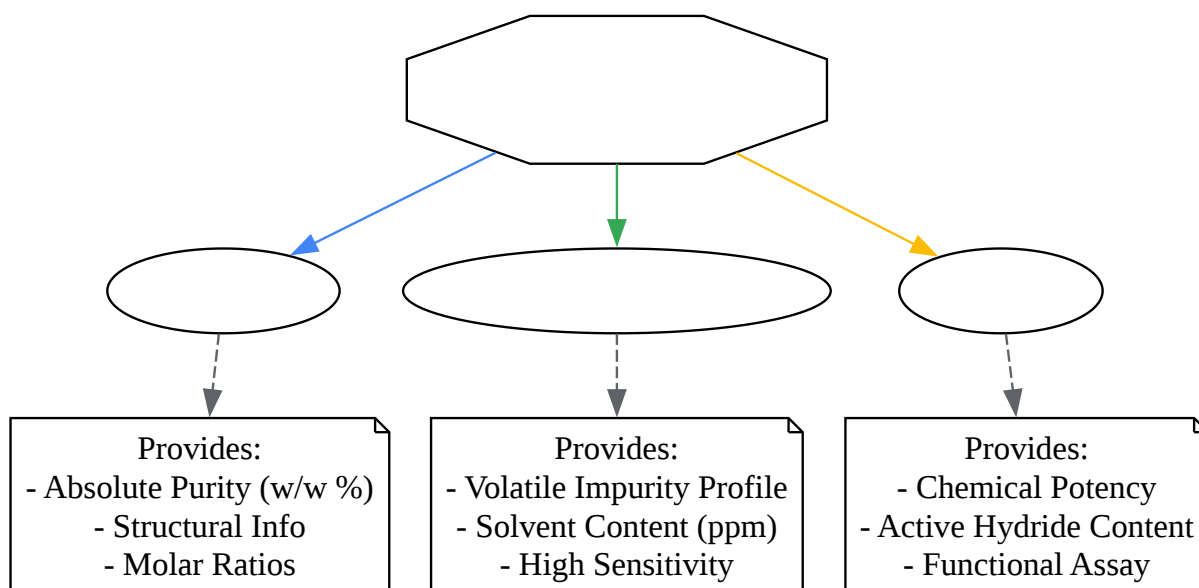 Provides:
- Absolute Purity (w/w %)
- Structural Info
- Molar Ratios
Provides:
- Volatile Impurity Profile
- Solvent Content (ppm)
- High Sensitivity
Provides:
- Chemical Potency
- Active Hydride Content
- Functional Assay